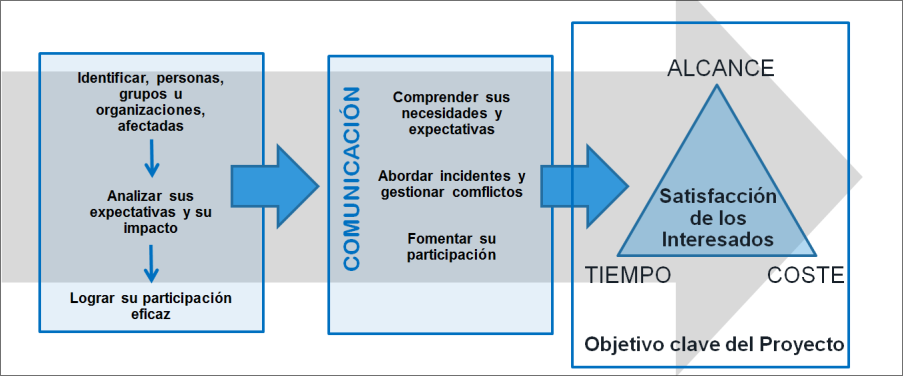 Identificar, personas,
grupos u
organizaciones,
afectadas
Analizar sus
expectativas y su
impacto
Lograr su participación
eficaz
COMUNICACIÓN
Comprender sus
necesidades y
expectativas
Abordar incidentes y
gestionar conflictos
Fomentar su
participación
ALCANCE
Satisfacción
de los
Interesados
TIEMPO COSTE
Objetivo clave del Proyecto